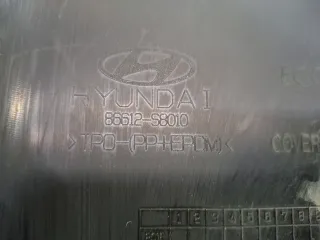 HYUNDAI
86612-S8010
>TPO-(PP+EPDM)<
COVER
1 2 3 4 5 6 7 8